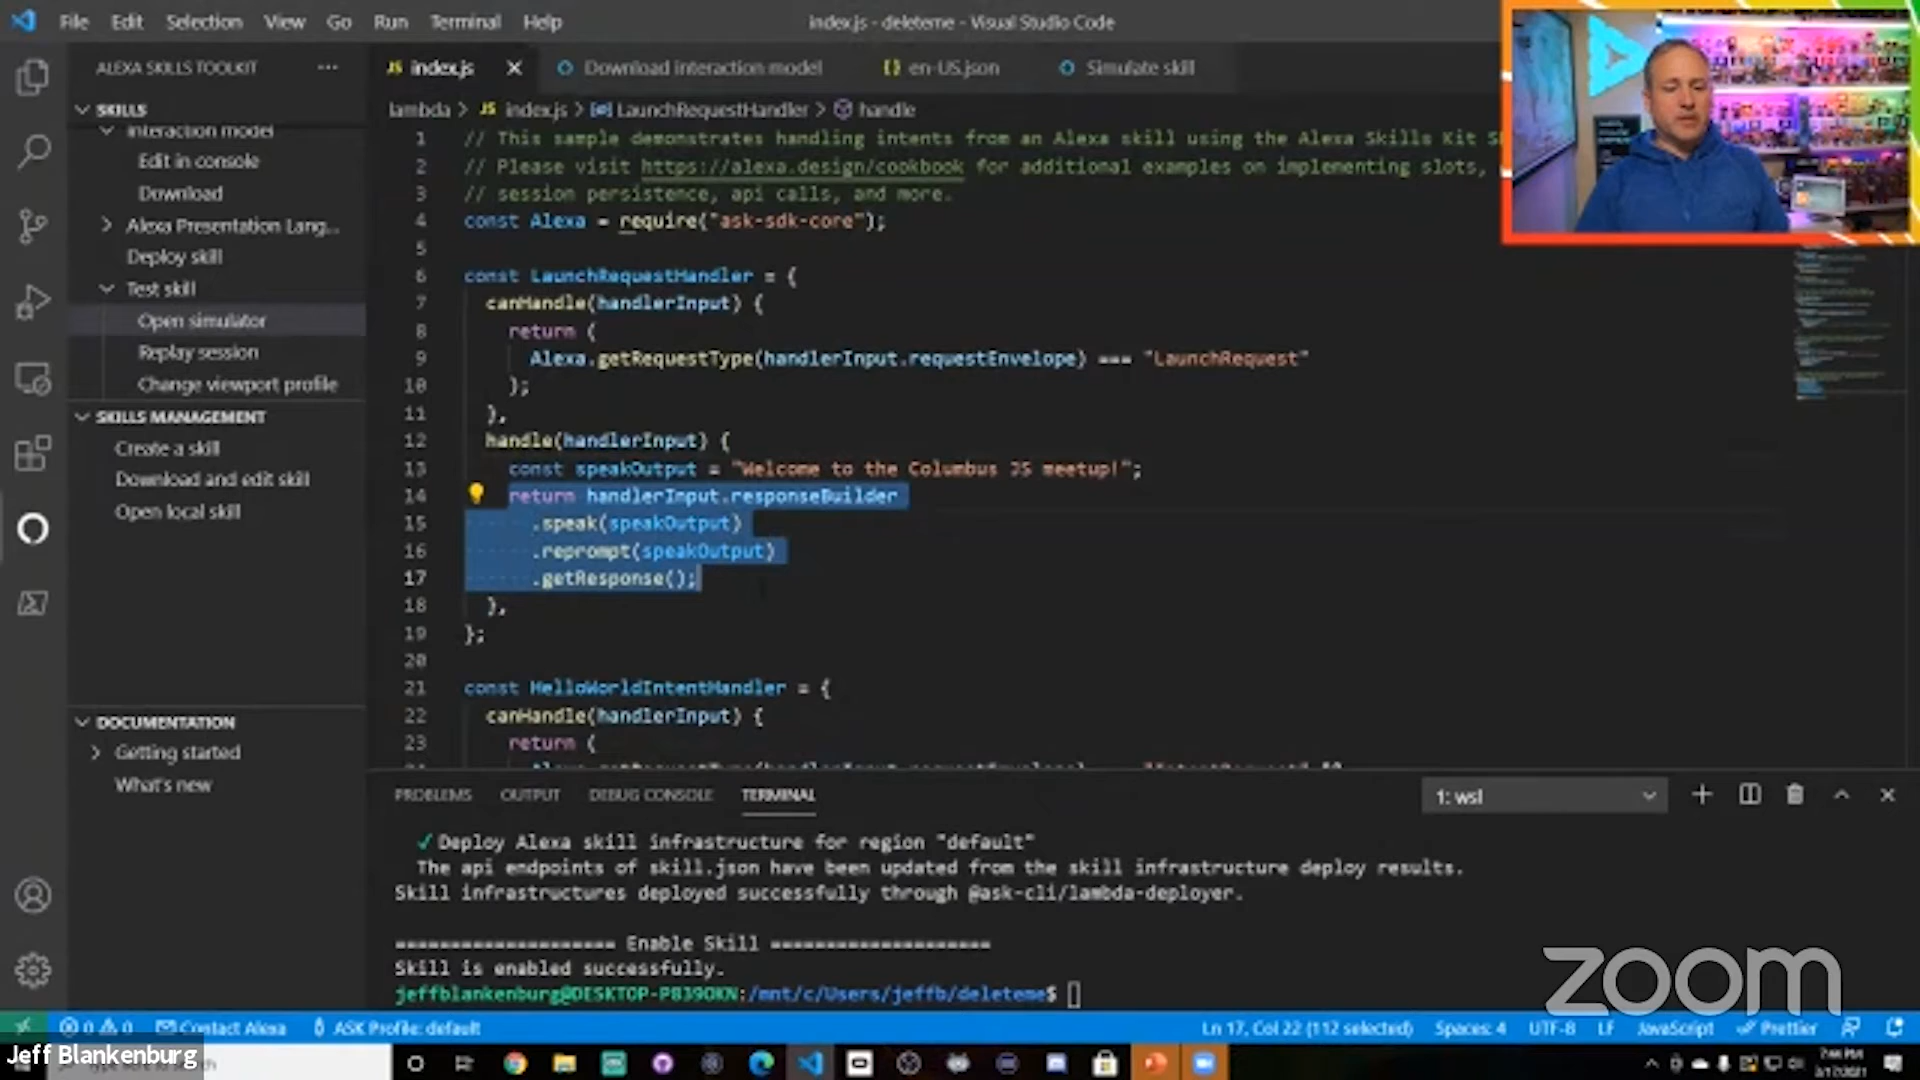 File Edit Selection View Go Run Terminal Help
index.js - deleteme - Visual Studio Code
ALEXA SKILLS TOOLKIT ...
SKILLS
Interaction model
Edit in console
Download
Alexa Presentation Lang...
Deploy skill
Test skill
Open simulator
Replay session
Change viewport profile
SKILLS MANAGEMENT
Create a skill
Download and edit skill
Open local skill
DOCUMENTATION
Getting started
What's new
JS index.js Download interaction model {} en-US.json Simulate skill
lambda > JS index.js > LaunchRequestHandler > handle
1 // This sample demonstrates handling intents from an Alexa skill using the Alexa Skills Kit
2 // Please visit https://alexa.design/cookbook for additional examples on implementing slots,
3 // session persistence, api calls, and more.
4 const Alexa = require("ask-sdk-core");
5
6 const LaunchRequestHandler = {
7 canHandle(handlerInput) {
8 return (
9 Alexa.getRequestType(handlerInput.requestEnvelope) === "LaunchRequest"
10 );
11 },
12 handle(handlerInput) {
13 const speakOutput = "Welcome to the Columbus JS meetup!";
14 return handlerInput.responseBuilder
15 .speak(speakOutput)
16 .reprompt(speakOutput)
17 .getResponse();
18 },
19 };
20
21 const HelloWorldIntentHandler = {
22 canHandle(handlerInput) {
23 return (
PROBLEMS OUTPUT DEBUG CONSOLE TERMINAL 1: wsl
✓ Deploy Alexa skill infrastructure for region "default"
The api endpoints of skill.json have been updated from the skill infrastructure deploy results.
Skill infrastructures deployed successfully through @ask-cli/lambda-deployer.
==================== Enable Skill ====================
Skill is enabled successfully.
jeffblankenburg@DESKTOP-P839OKN:/mnt/c/Users/jeffb/deleteme$
zoom
0 0 Contact Alexa ASK Profile: default Ln 17, Col 22 (112 selected) Spaces: 4 UTF-8 LF JavaScript Prettier
Jeff Blankenburg